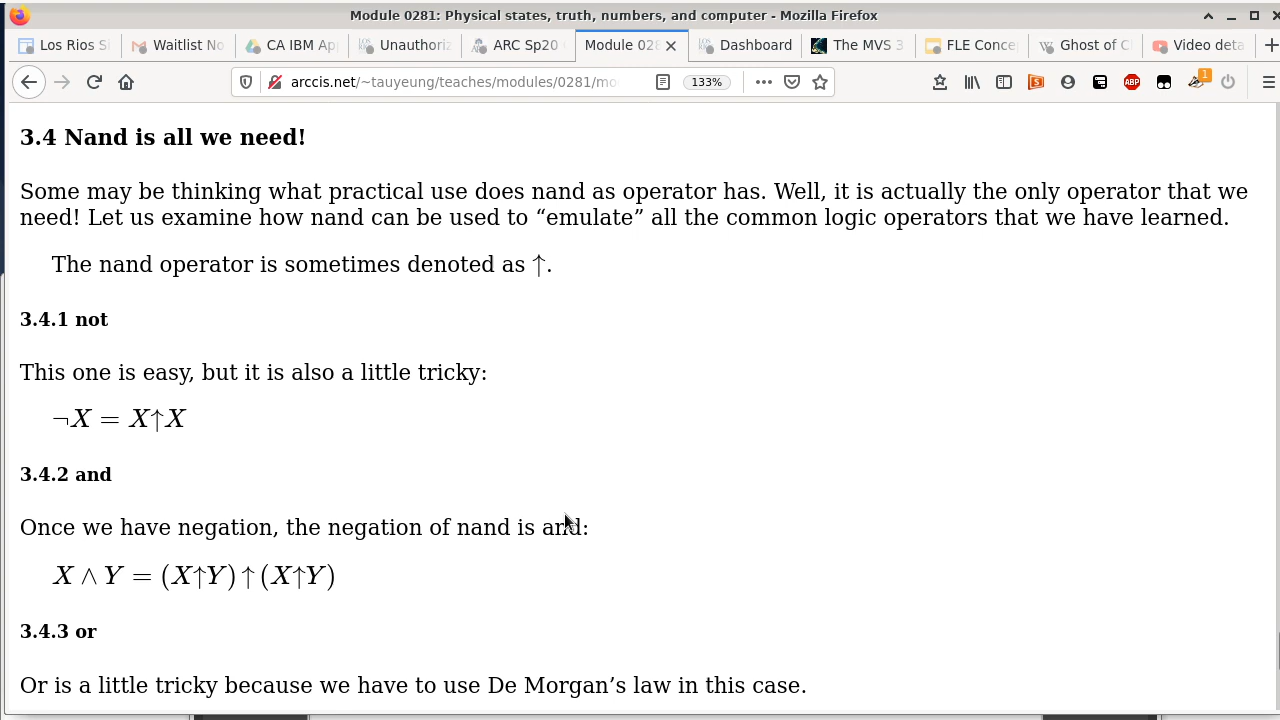 Module 0281: Physical states, truth, numbers, and computer - Mozilla Firefox
Los Rios S Waitlist No CA IBM Ap Unauthoriz ARC Sp20 Module 028 Dashboard The MVS 3 FLE Conce Ghost of C Video deta
arccis.net/~tauyeung/teaches/modules/0281/mo 133% ABP 1
3.4 Nand is all we need!
Some may be thinking what practical use does nand as operator has. Well, it is actually the only operator that we
need! Let us examine how nand can be used to “emulate” all the common logic operators that we have learned.
The nand operator is sometimes denoted as ↑.
3.4.1 not
This one is easy, but it is also a little tricky:
¬X = X↑X
3.4.2 and
Once we have negation, the negation of nand is and:
X ∧ Y = (X↑Y) ↑ (X↑Y)
3.4.3 or
Or is a little tricky because we have to use De Morgan’s law in this case.